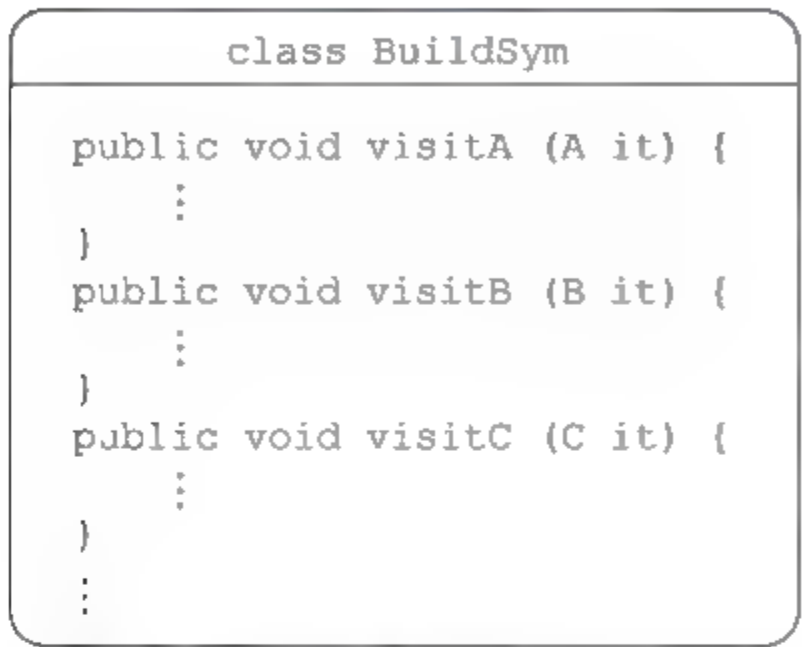 class BuildSym
public void visitA (A it) {
⋮
}
public void visitB (B it) {
⋮
}
public void visitC (C it) {
⋮
}
⋮